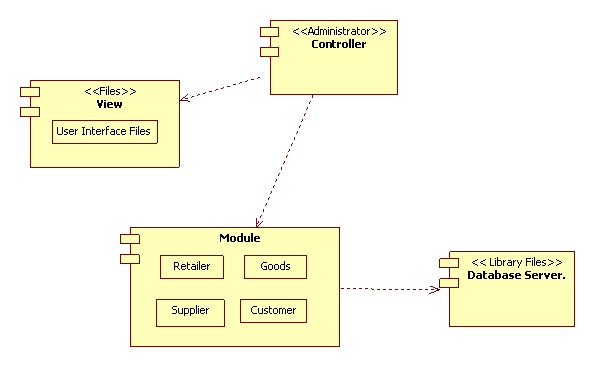 <<Administrator>>
Controller
<<Files>>
View
User Interface Files
Module
Retailer
Goods
Supplier
Customer
<< Library Files>>
Database Server.